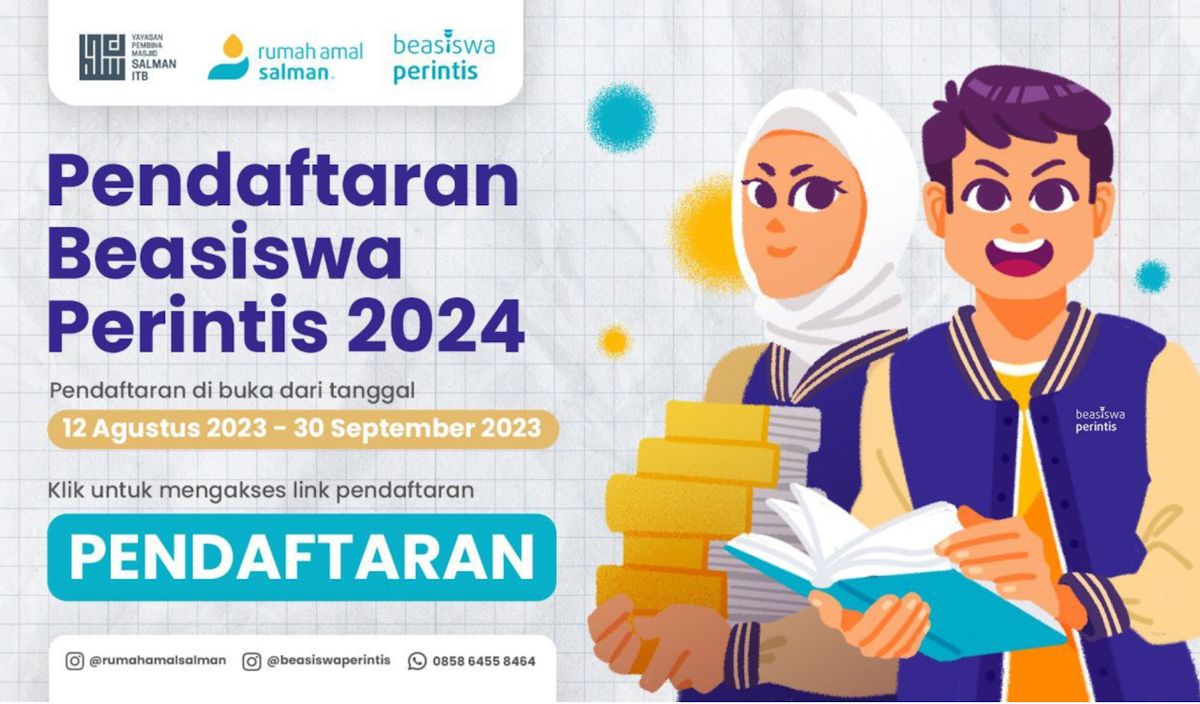 YAYASAN
PEMBINA
MASJID
SALMAN
ITB
rumah amal
salman
beasiswa
perintis
Pendaftaran
Beasiswa
Perintis 2024
Pendaftaran di buka dari tanggal
12 Agustus 2023 - 30 September 2023
Klik untuk mengakses link pendaftaran
PENDAFTARAN
@rumahamalsalman @beasiswaperintis 0858 6455 8464
beasiswa
perintis